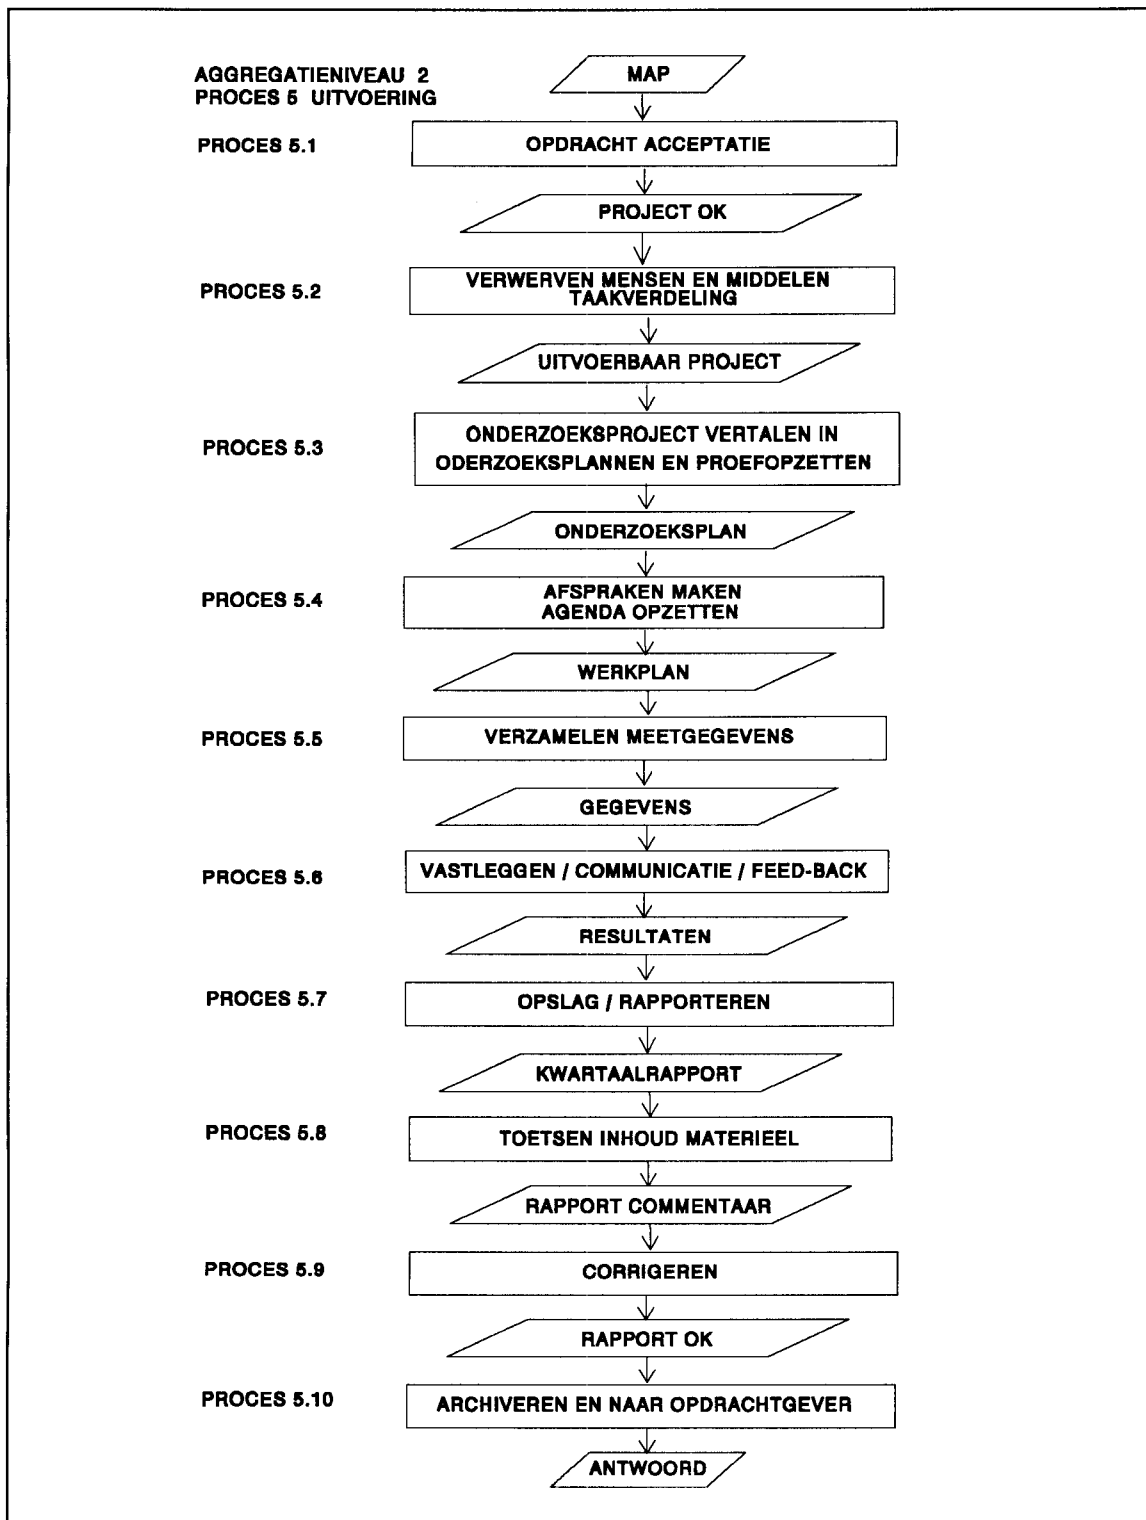 AGGREGATIENIVEAU 2
PROCES 5 UITVOERING
MAP
PROCES 5.1
OPDRACHT ACCEPTATIE
PROJECT OK
PROCES 5.2
VERWERVEN MENSEN EN MIDDELEN
TAAKVERDELING
UITVOERBAAR PROJECT
PROCES 5.3
ONDERZOEKSPROJECT VERTALEN IN
ODERZOEKSPLANNEN EN PROEFOPZETTEN
ONDERZOEKSPLAN
PROCES 5.4
AFSPRAKEN MAKEN
AGENDA OPZETTEN
WERKPLAN
PROCES 5.5
VERZAMELEN MEETGEGEVENS
GEGEVENS
PROCES 5.6
VASTLEGGEN / COMMUNICATIE / FEED-BACK
RESULTATEN
PROCES 5.7
OPSLAG / RAPPORTEREN
KWARTAALRAPPORT
PROCES 5.8
TOETSEN INHOUD MATERIEEL
RAPPORT COMMENTAAR
PROCES 5.9
CORRIGEREN
RAPPORT OK
PROCES 5.10
ARCHIVEREN EN NAAR OPDRACHTGEVER
ANTWOORD